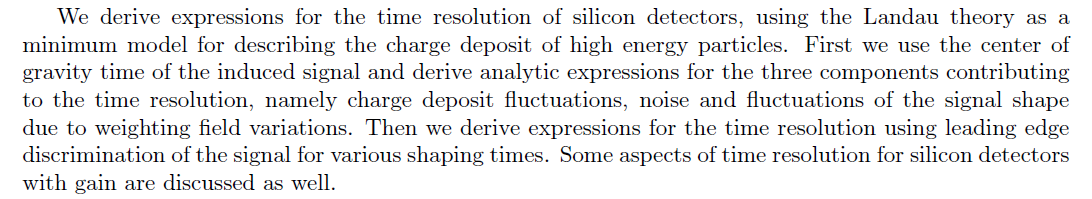 We derive expressions for the time resolution of silicon detectors, using the Landau theory as a
minimum model for describing the charge deposit of high energy particles. First we use the center of
gravity time of the induced signal and derive analytic expressions for the three components contributing
to the time resolution, namely charge deposit fluctuations, noise and fluctuations of the signal shape
due to weighting field variations. Then we derive expressions for the time resolution using leading edge
discrimination of the signal for various shaping times. Some aspects of time resolution for silicon detectors
with gain are discussed as well.